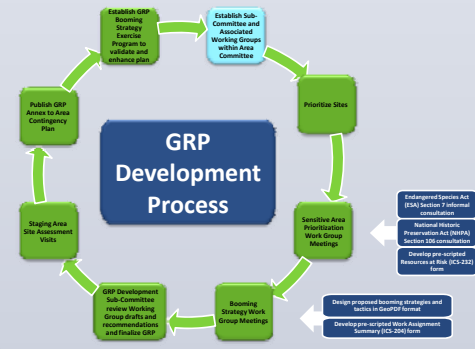 GRP
Development
Process
Establish Sub-
Committee and
Associated
Working Groups
within Area
Committee
Prioritize Sites
Sensitive Area
Prioritization
Work Group
Meetings
Endangered Species Act
(ESA) Section 7 informal
consultation
National Historic
Preservation Act (NHPA)
Section 106 consultation
Develop pre-scripted
Resources at Risk (ICS-232)
form
Booming
Strategy Work
Group Meetings
Design proposed booming strategies and
tactics in GeoPDF format
Develop pre-scripted Work Assignment
Summary (ICS-204) form
GRP Development
Sub-Committee
review Working
Group drafts and
recommendations
and finalize GRP
Staging Area
Site Assessment
Visits
Publish GRP
Annex to Area
Contingency
Plan
Establish GRP
Booming
Strategy
Exercise
Program to
validate and
enhance plan